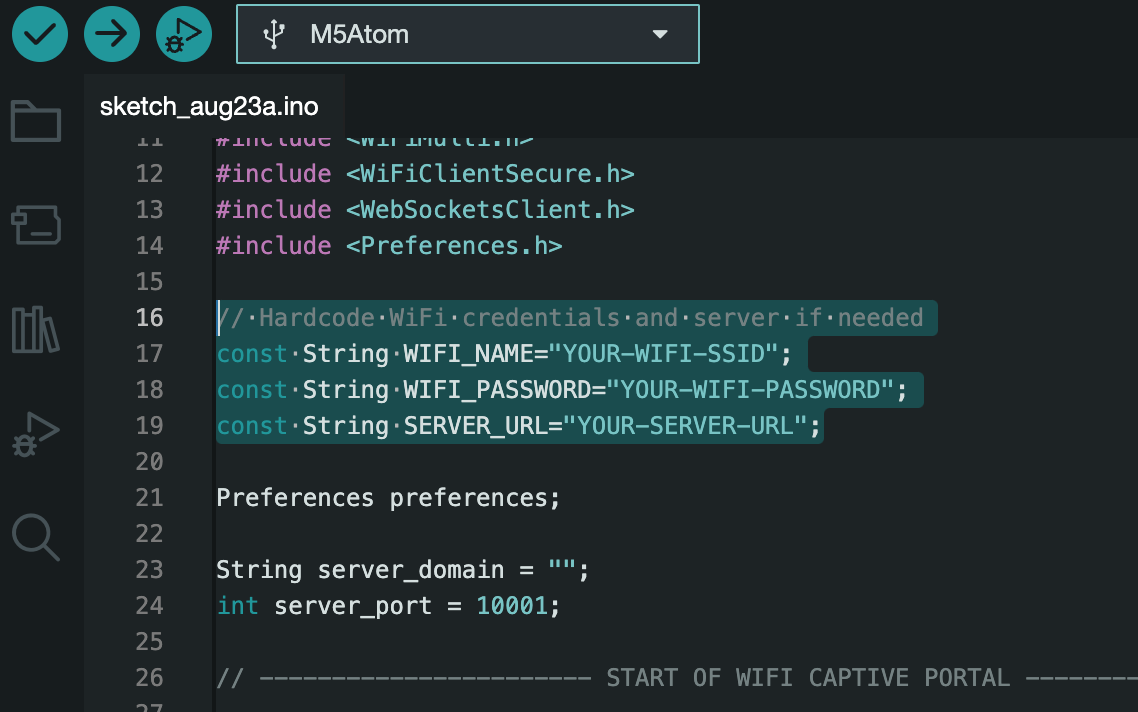 M5Atom
sketch_aug23a.ino
11 #include <WiFiMulti.h>
12 #include <WiFiClientSecure.h>
13 #include <WebSocketsClient.h>
14 #include <Preferences.h>
15
16 // Hardcode WiFi credentials and server if needed
17 const String WIFI_NAME="YOUR-WIFI-SSID";
18 const String WIFI_PASSWORD="YOUR-WIFI-PASSWORD";
19 const String SERVER_URL="YOUR-SERVER-URL";
20
21 Preferences preferences;
22
23 String server_domain = "";
24 int server_port = 10001;
25
26 // ----------------------- START OF WIFI CAPTIVE PORTAL --------
27